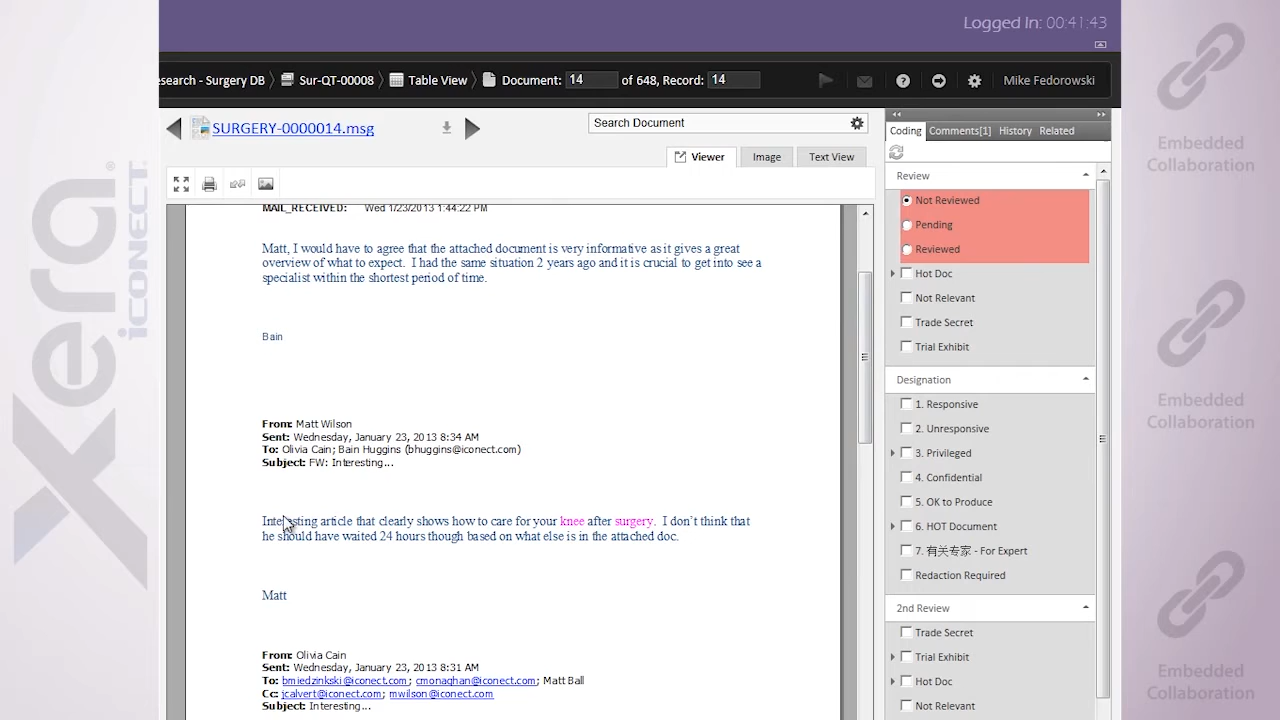 Logged In: 00:41:43
search - Surgery DB
Sur-QT-00008
Table View
Document: 14 of 648, Record: 14
Mike Fedorowski
SURGERY-0000014.msg
Search Document
Viewer
Image
Text View
MAIL_RECEIVED: Wed 1/23/2013 1:44:22 PM
Matt, I would have to agree that the attached document is very informative as it gives a great
overview of what to expect. I had the same situation 2 years ago and it is crucial to get into see a
specialist within the shortest period of time.
Bain
From: Matt Wilson
Sent: Wednesday, January 23, 2013 8:34 AM
To: Olivia Cain; Bain Huggins (bhuggins@iconect.com)
Subject: FW: Interesting...
Interesting article that clearly shows how to care for your knee after surgery. I don't think that
he should have waited 24 hours though based on what else is in the attached doc.
Matt
From: Olivia Cain
Sent: Wednesday, January 23, 2013 8:31 AM
To: bmiedzinkski@iconect.com; cmonaghan@iconect.com; Matt Ball
Cc: jcalvert@iconect.com; mwilson@iconect.com
Subject: Interesting...
Coding
Comments[1]
History
Related
Review
Not Reviewed
Pending
Reviewed
Hot Doc
Not Relevant
Trade Secret
Trial Exhibit
Designation
1. Responsive
2. Unresponsive
3. Privileged
4. Confidential
5. OK to Produce
6. HOT Document
7. 有关专家 - For Expert
Redaction Required
2nd Review
Trade Secret
Trial Exhibit
Hot Doc
Not Relevant
Xera
iCONECT
®
Embedded
Collaboration
Embedded
Collaboration
Embedded
Collaboration